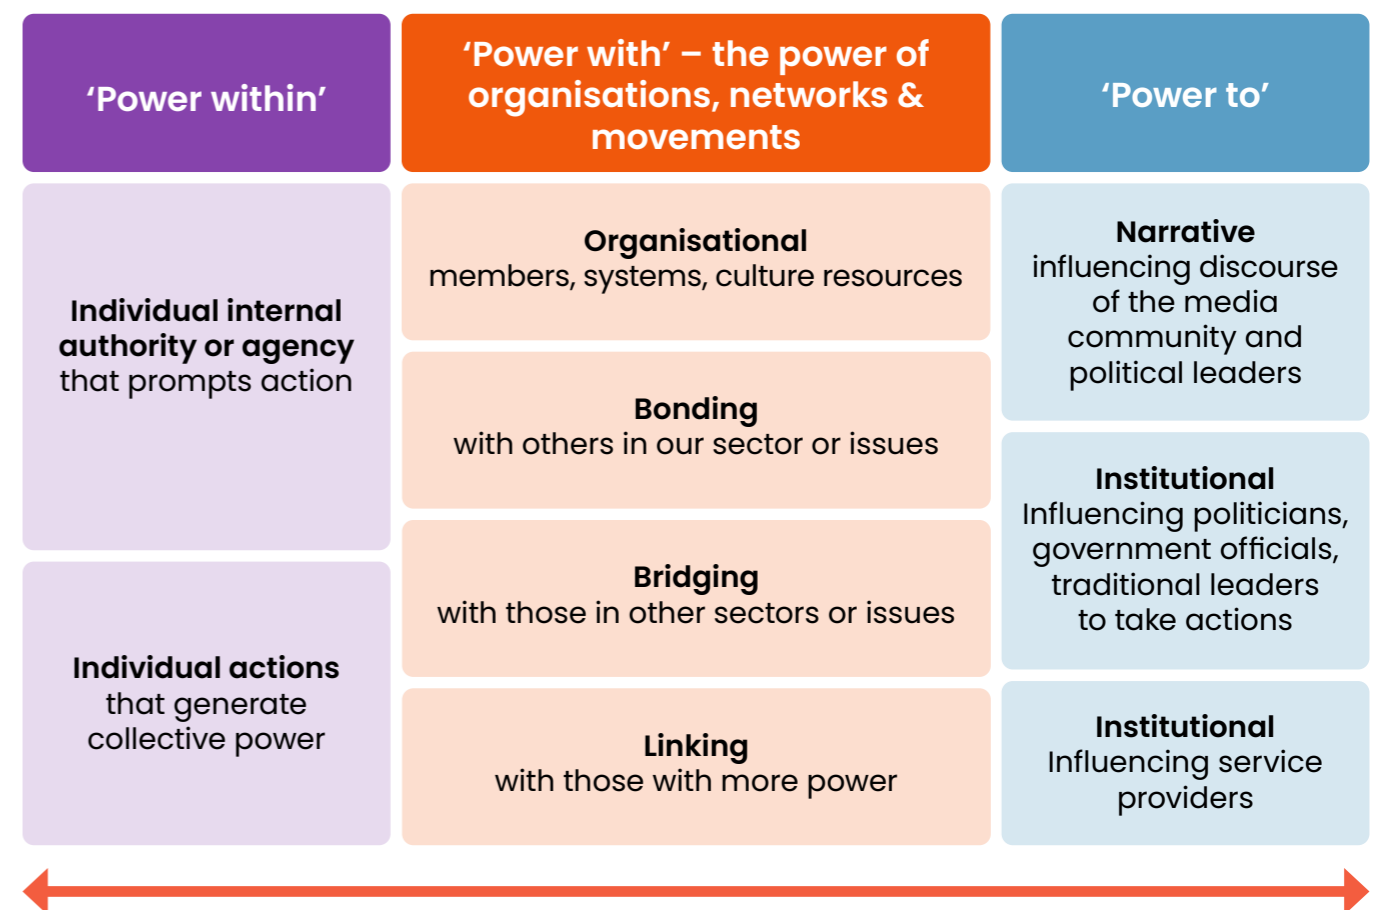 ‘Power within’
‘Power with’ – the power of
organisations, networks &
movements
‘Power to’
Individual internal
authority or agency
that prompts action
Individual actions
that generate
collective power
Organisational
members, systems, culture resources
Bonding
with others in our sector or issues
Bridging
with those in other sectors or issues
Linking
with those with more power
Narrative
influencing discourse
of the media
community and
political leaders
Institutional
Influencing politicians,
government officials,
traditional leaders
to take actions
Institutional
Influencing service
providers